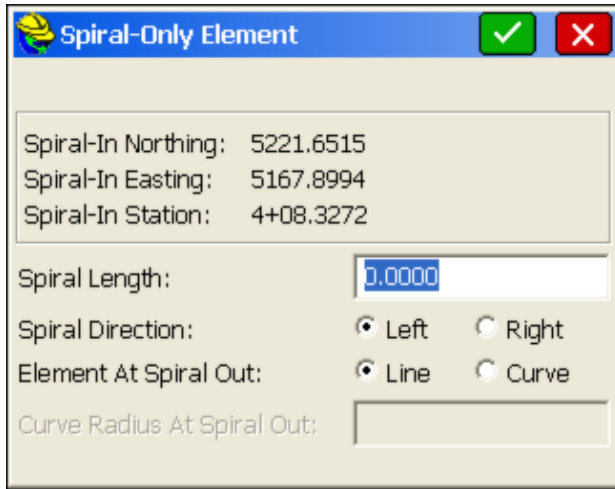 Spiral-Only Element
Spiral-In Northing: 5221.6515
Spiral-In Easting: 5167.8994
Spiral-In Station: 4+08.3272
Spiral Length: 0.0000
Spiral Direction: Left Right
Element At Spiral Out: Line Curve
Curve Radius At Spiral Out: